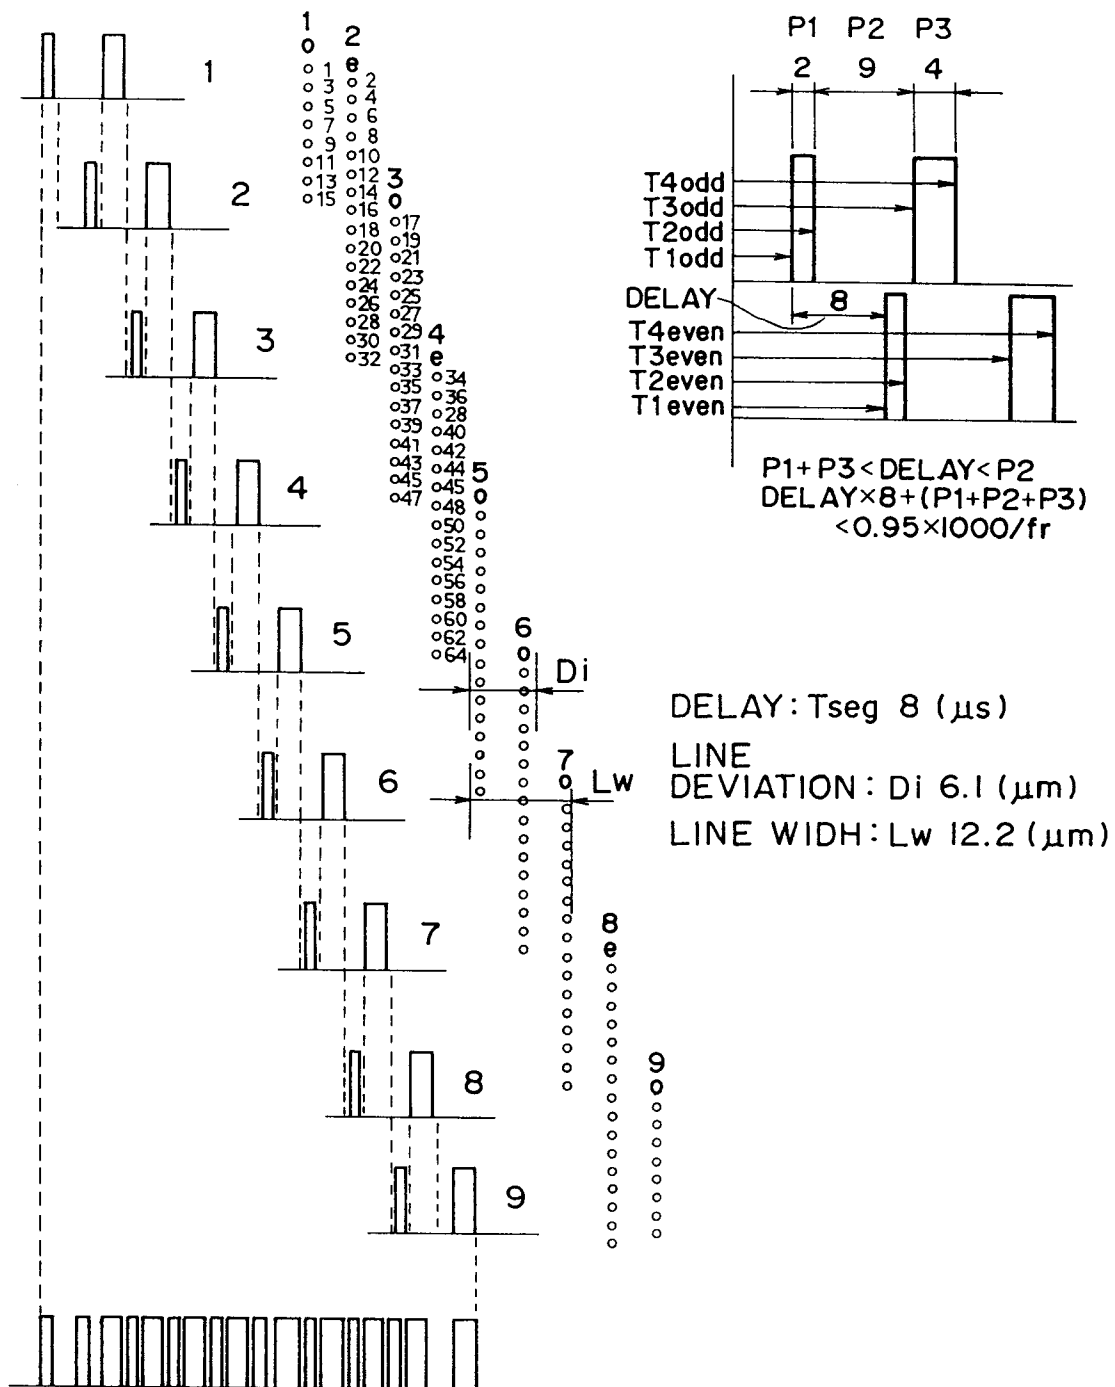 P1 P2 P3
2 9 4
T4odd
T3odd
T2odd
T1odd
DELAY 8
T4even
T3even
T2even
T1even
P1+P3<DELAY<P2
DELAY×8+(P1+P2+P3)
<0.95×1000/fr
DELAY: Tseg 8 (μs)
LINE
DEVIATION: Di 6.1 (μm)
LINE WIDH: Lw 12.2 (μm)
1
2
3
4
5
6
7
8
9
1
o
1
3
5
7
9
11
13
15
2
e
2
4
6
8
10
12
14
16
18
20
22
24
26
28
30
32
3
o
17
19
21
23
25
27
29
31
33
35
37
39
41
43
45
47
4
e
34
36
28
40
42
44
45
48
50
52
54
56
58
60
62
64
5
o
6
o
Di
7
o
Lw
8
e
9
o